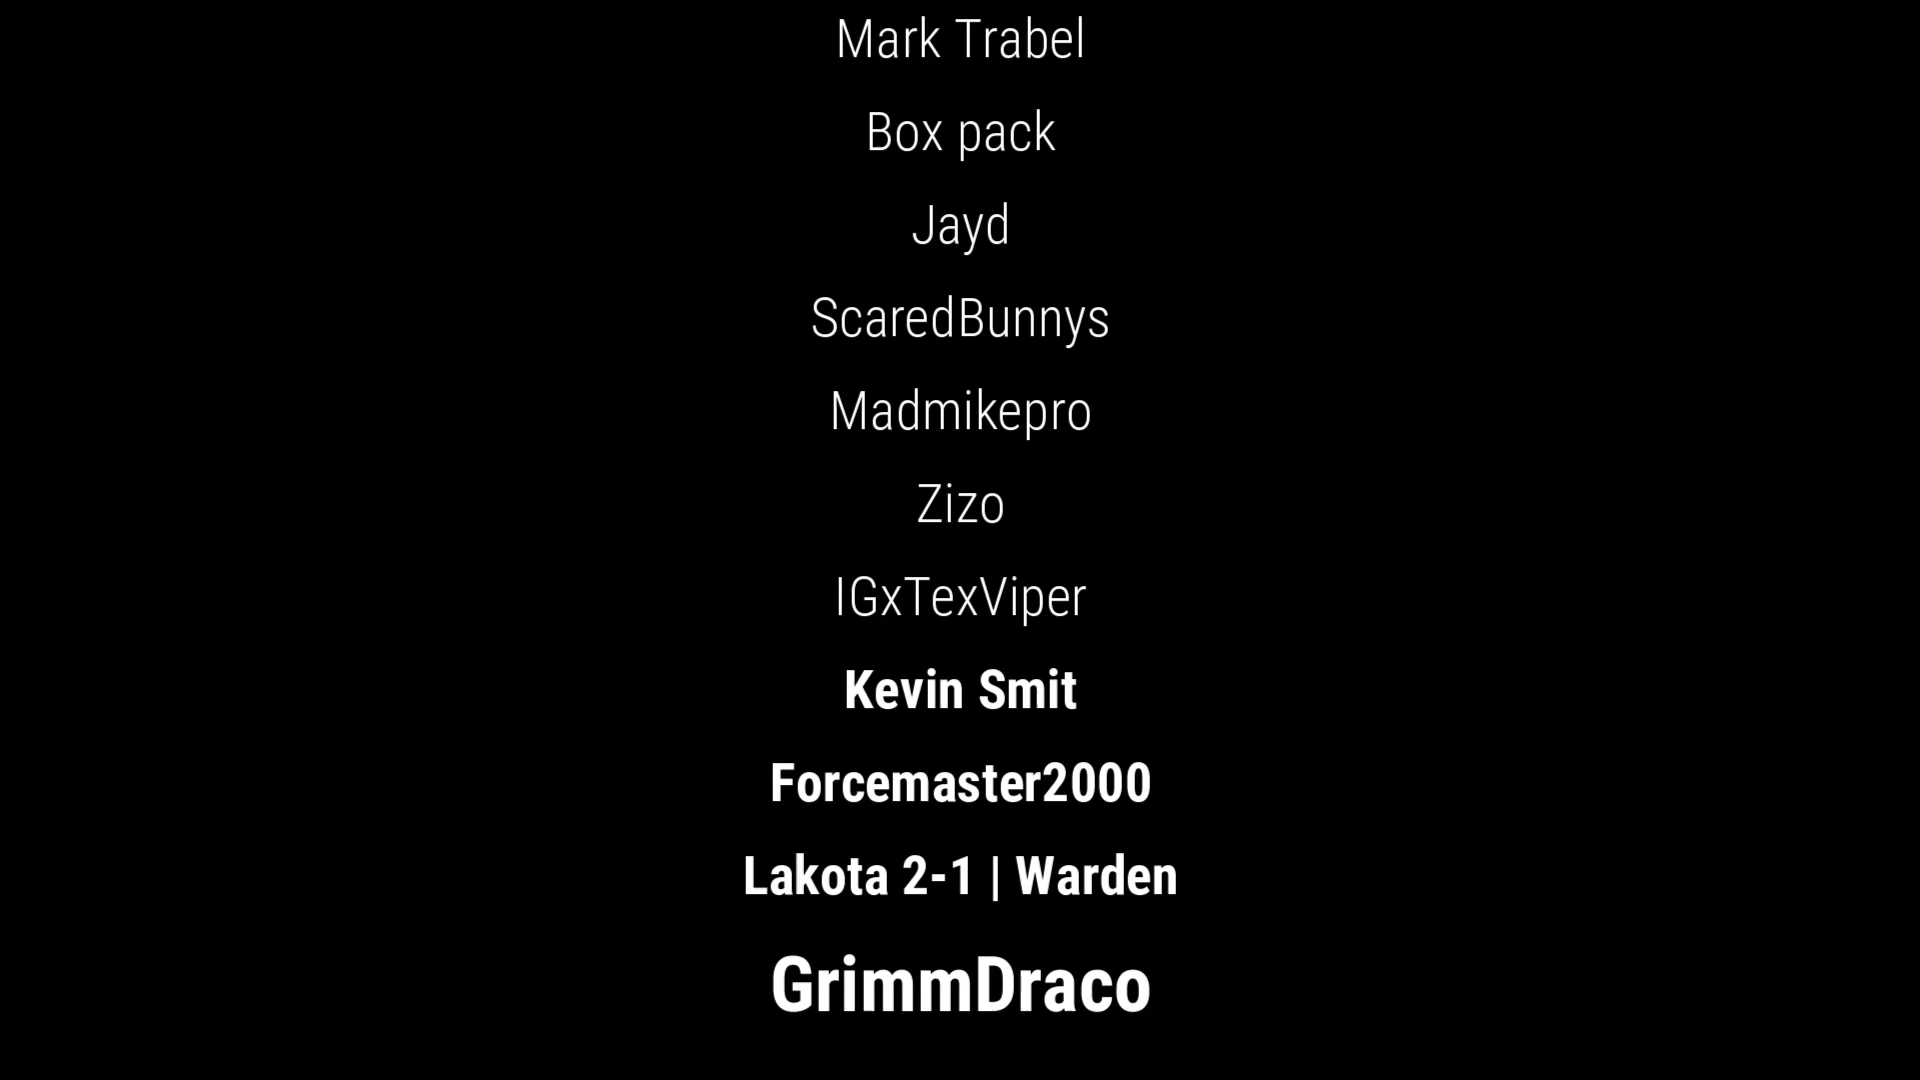 Mark Trabel
Box pack
Jayd
ScaredBunnys
Madmikepro
Zizo
IGxTexViper
Kevin Smit
Forcemaster2000
Lakota 2-1 | Warden
GrimmDraco